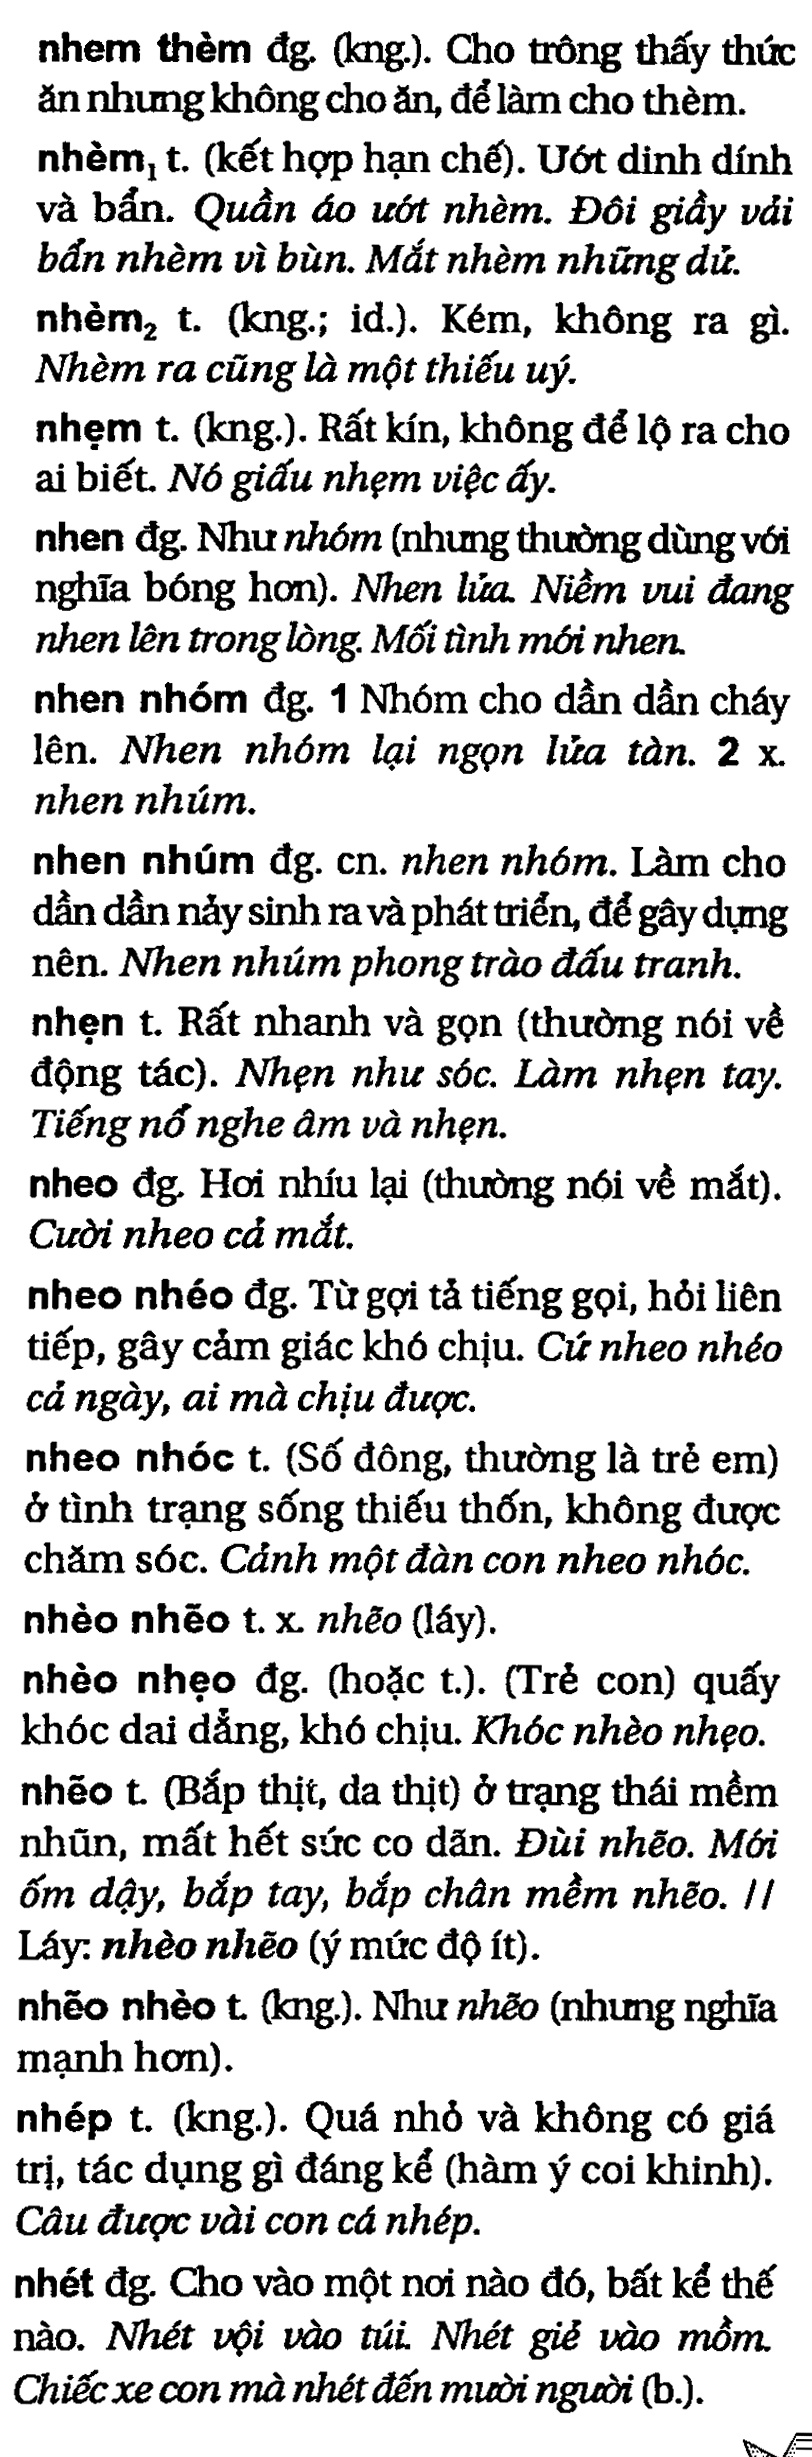 nhem thèm đg. (kng.). Cho trông thấy thức
ăn nhưng không cho ăn, để làm cho thèm.
nhèm₁ t. (kết hợp hạn chế). Ướt dinh dính
và bẩn. Quần áo ướt nhèm. Đôi giầy vải
bẩn nhèm vì bùn. Mắt nhèm những dử.
nhèm₂ t. (kng.; id.). Kém, không ra gì.
Nhèm ra cũng là một thiếu uý.
nhẹm t. (kng.). Rất kín, không để lộ ra cho
ai biết. Nó giấu nhẹm việc ấy.
nhen đg. Như nhóm (nhưng thường dùng với
nghĩa bóng hơn). Nhen lửa. Niềm vui đang
nhen lên trong lòng. Mối tình mới nhen.
nhen nhóm đg. 1 Nhóm cho dần dần cháy
lên. Nhen nhóm lại ngọn lửa tàn. 2 x.
nhen nhúm.
nhen nhúm đg. cn. nhen nhóm. Làm cho
dần dần nảy sinh ra và phát triển, để gây dựng
nên. Nhen nhúm phong trào đấu tranh.
nhẹn t. Rất nhanh và gọn (thường nói về
động tác). Nhẹn như sóc. Làm nhẹn tay.
Tiếng nổ nghe âm và nhẹn.
nheo đg. Hơi nhíu lại (thường nói về mắt).
Cười nheo cả mắt.
nheo nhéo đg. Từ gợi tả tiếng gọi, hỏi liên
tiếp, gây cảm giác khó chịu. Cứ nheo nhéo
cả ngày, ai mà chịu được.
nheo nhóc t. (Số đông, thường là trẻ em)
ở tình trạng sống thiếu thốn, không được
chăm sóc. Cảnh một đàn con nheo nhóc.
nhèo nhẽo t. x. nhẽo (láy).
nhèo nhẹo đg. (hoặc t.). (Trẻ con) quấy
khóc dai dẳng, khó chịu. Khóc nhèo nhẹo.
nhẽo t. (Bắp thịt, da thịt) ở trạng thái mềm
nhũn, mất hết sức co dãn. Đùi nhẽo. Mới
ốm dậy, bắp tay, bắp chân mềm nhẽo. //
Láy: nhèo nhẽo (ý mức độ ít).
nhẽo nhèo t. (kng.). Như nhẽo (nhưng nghĩa
mạnh hơn).
nhép t. (kng.). Quá nhỏ và không có giá
trị, tác dụng gì đáng kể (hàm ý coi khinh).
Câu được vài con cá nhép.
nhét đg. Cho vào một nơi nào đó, bất kể thế
nào. Nhét vội vào túi. Nhét giẻ vào mồm.
Chiếc xe con mà nhét đến mười người (b.).